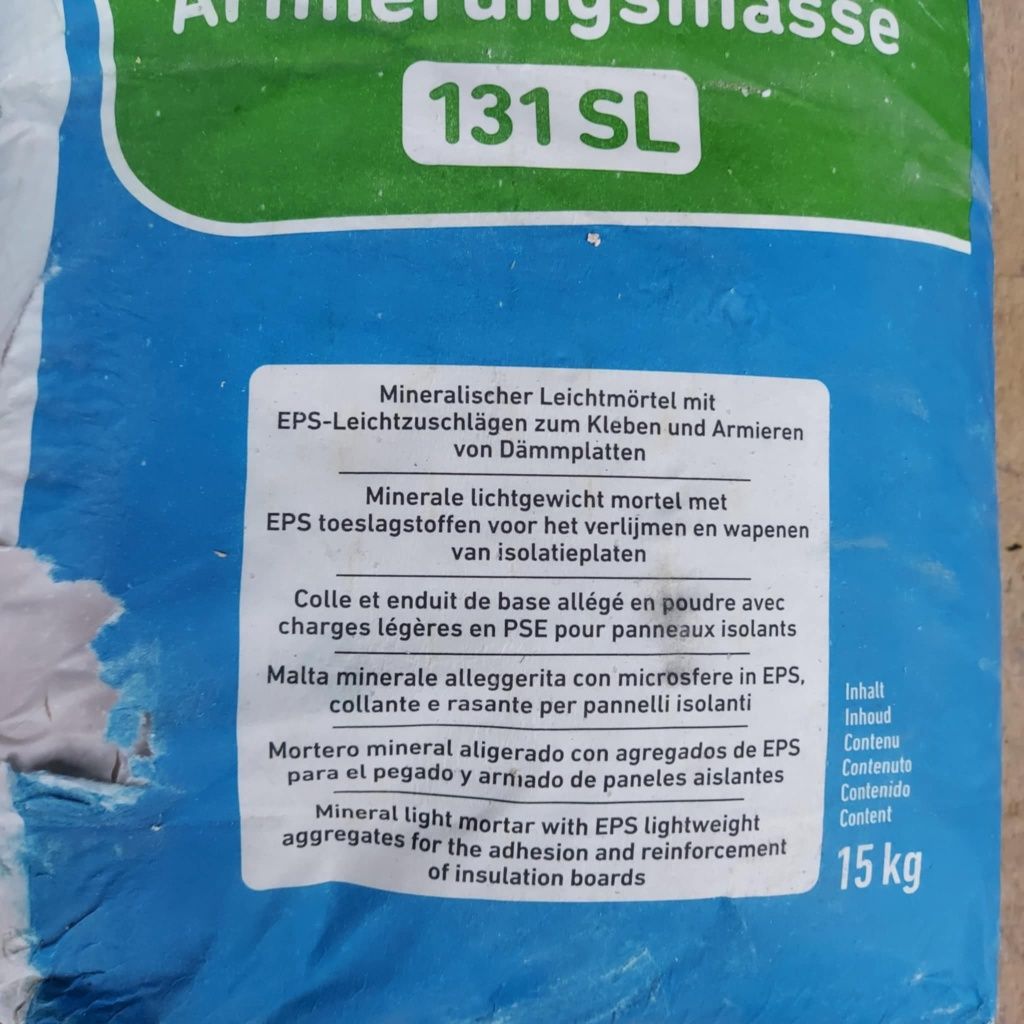 Armierungsmasse
131 SL
Mineralischer Leichtmörtel mit
EPS-Leichtzuschlägen zum Kleben und Armieren
von Dämmplatten
Minerale lichtgewicht mortel met
EPS toeslagstoffen voor het verlijmen en wapenen
van isolatieplaten
Colle et enduit de base allégé en poudre avec
charges légères en PSE pour panneaux isolants
Malta minerale alleggerita con microsfere in EPS,
collante e rasante per pannelli isolanti
Mortero mineral aligerado con agregados de EPS
para el pegado y armado de paneles aislantes
Mineral light mortar with EPS lightweight
aggregates for the adhesion and reinforcement
of insulation boards
Inhalt
Inhoud
Contenu
Contenuto
Contenido
Content
15 kg